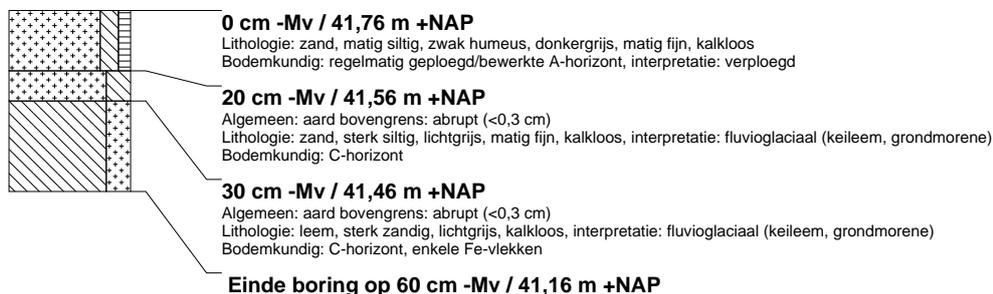 0 cm -Mv / 41,76 m +NAP
Lithologie: zand, matig siltig, zwak humeus, donkergrijs, matig fijn, kalkloos
Bodemkundig: regelmatig geploegd/bewerkte A-horizont, interpretatie: verploegd
20 cm -Mv / 41,56 m +NAP
Algemeen: aard bovengrens: abrupt (<0,3 cm)
Lithologie: zand, sterk siltig, lichtgrijs, matig fijn, kalkloos, interpretatie: fluvioglaciaal (keileem, grondmorene)
Bodemkundig: C-horizont
30 cm -Mv / 41,46 m +NAP
Algemeen: aard bovengrens: abrupt (<0,3 cm)
Lithologie: leem, sterk zandig, lichtgrijs, kalkloos, interpretatie: fluvioglaciaal (keileem, grondmorene)
Bodemkundig: C-horizont, enkele Fe-vlekken
Einde boring op 60 cm -Mv / 41,16 m +NAP